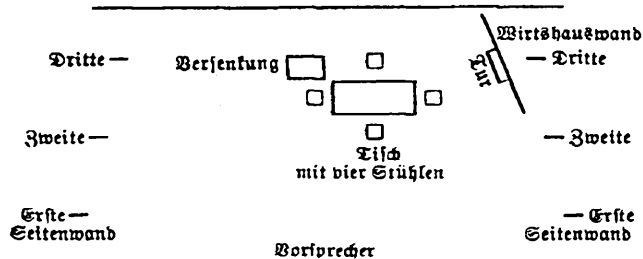 Wirtshauswand
Dritte
Versenkung
Tür
Dritte
Zweite
Zweite
Tisch
mit vier Stühlen
Erste
Seitenwand
Erste
Seitenwand
Vorsprecher